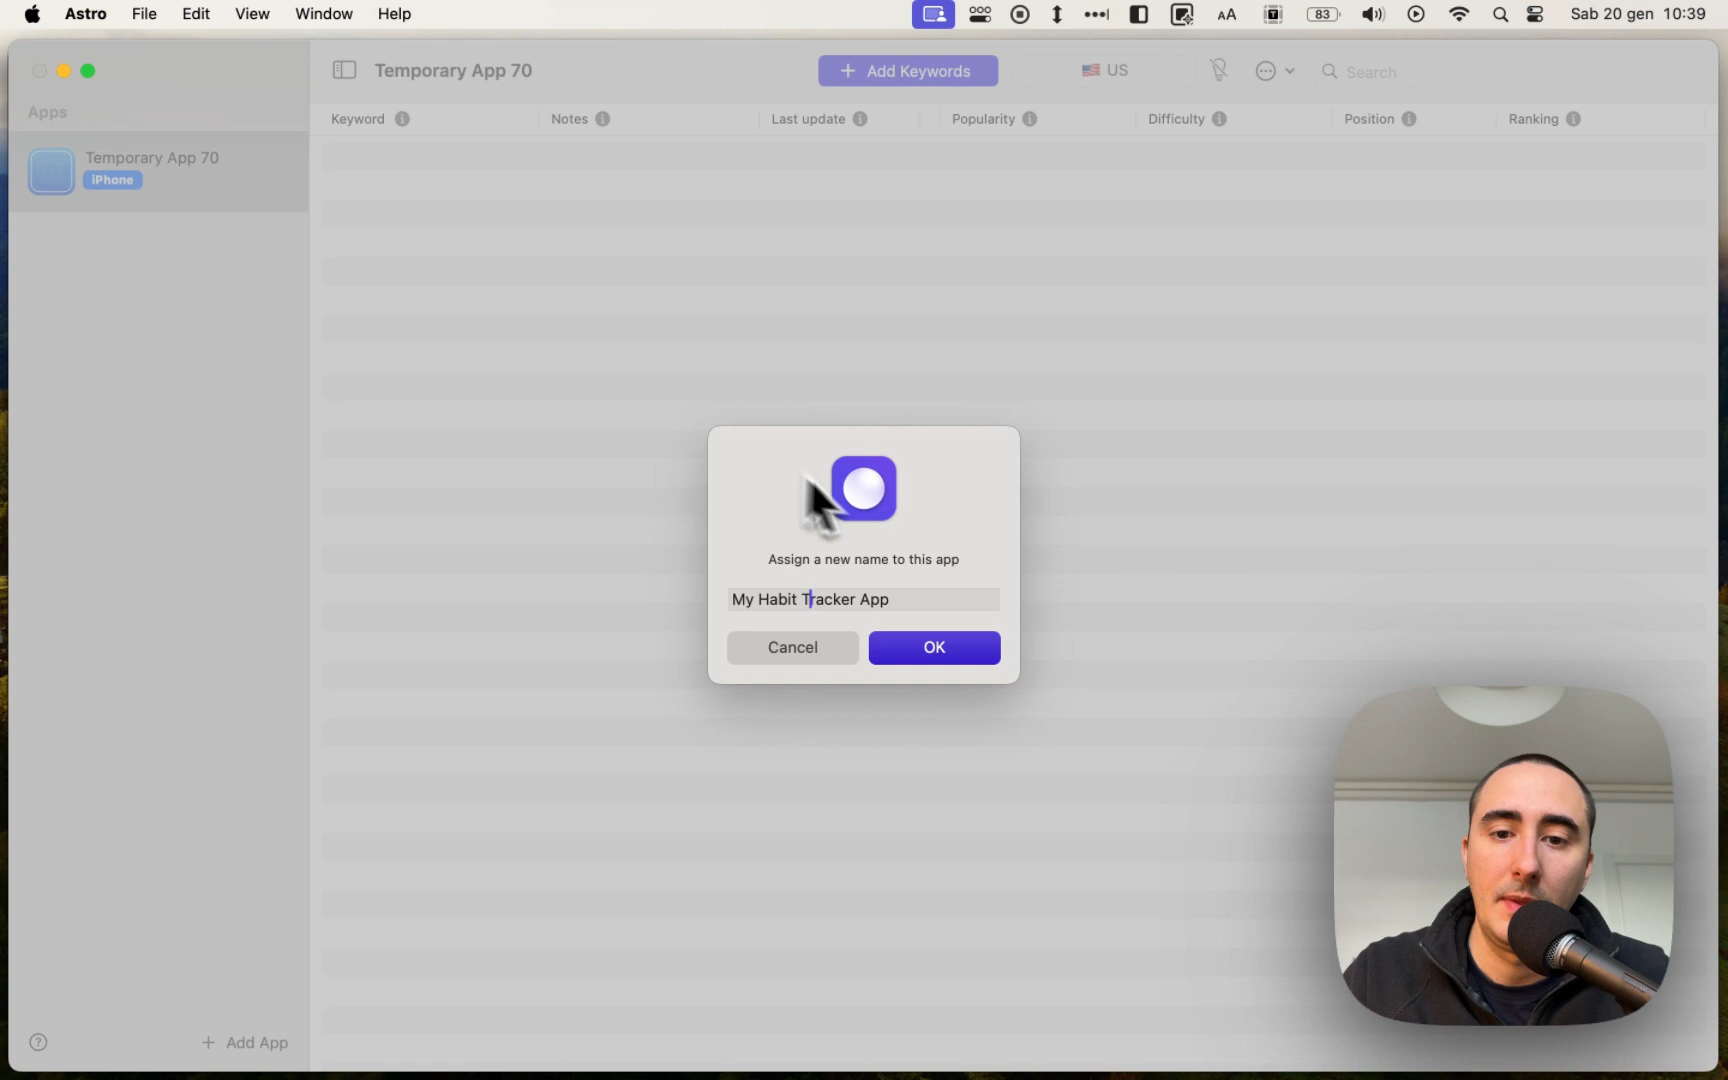 Astro File Edit View Window Help
AA
83
Sab 20 gen 10:39
Temporary App 70
+ Add Keywords
US
Search
Apps
Keyword Notes Last update Popularity Difficulty Position Ranking
Temporary App 70
iPhone
Assign a new name to this app
My Habit Tracker App
Cancel OK
? + Add App